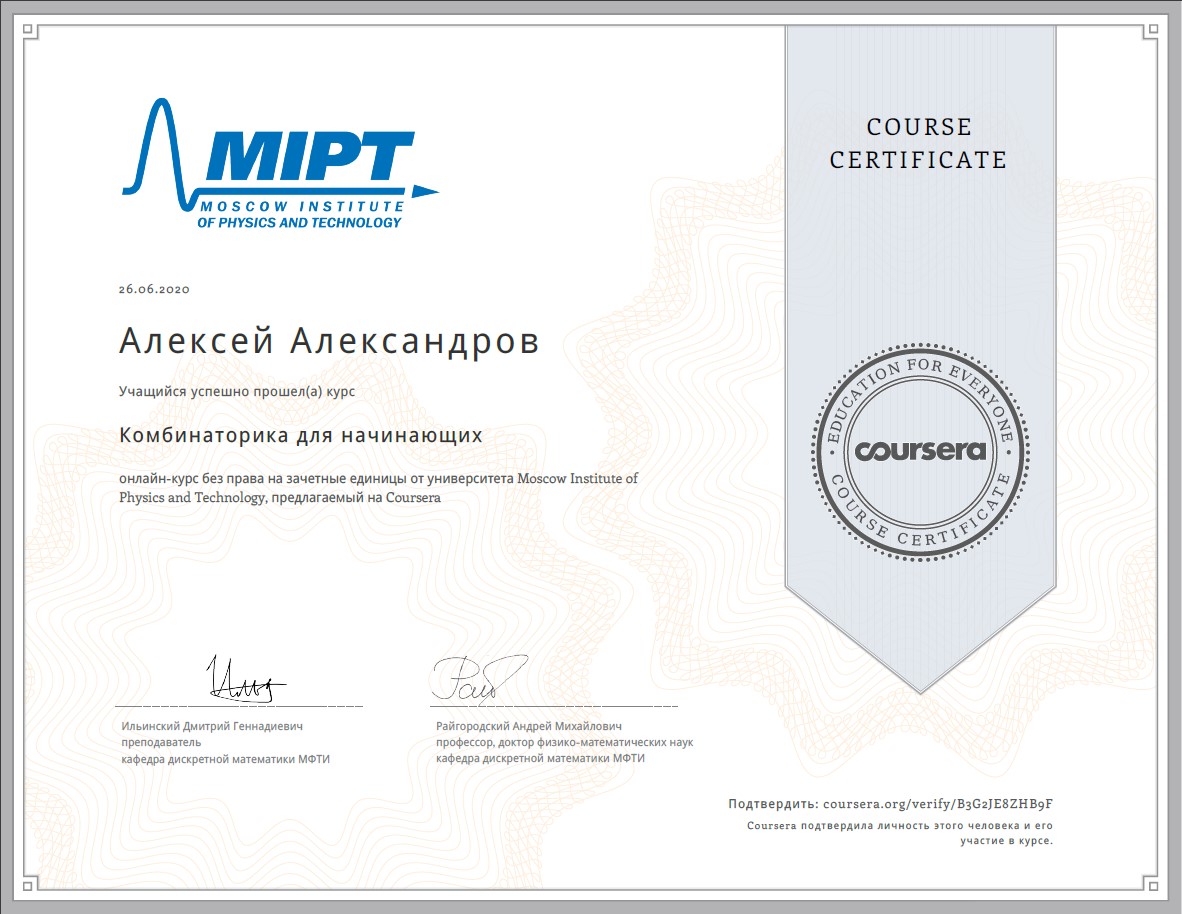 MIPT
MOSCOW INSTITUTE
OF PHYSICS AND TECHNOLOGY
COURSE
CERTIFICATE
26.06.2020
Алексей Александров
Учащийся успешно прошел(а) курс
Комбинаторика для начинающих
онлайн-курс без права на зачетные единицы от университета Moscow Institute of
Physics and Technology, предлагаемый на Coursera
EDUCATION FOR EVERYONE
coursera
COURSE CERTIFICATE
Ильинский Дмитрий Геннадиевич
преподаватель
кафедра дискретной математики МФТИ
Райгородский Андрей Михайлович
профессор, доктор физико-математических наук
кафедра дискретной математики МФТИ
Подтвердить: coursera.org/verify/B3G2JE8ZHB9F
Coursera подтвердила личность этого человека и его
участие в курсе.